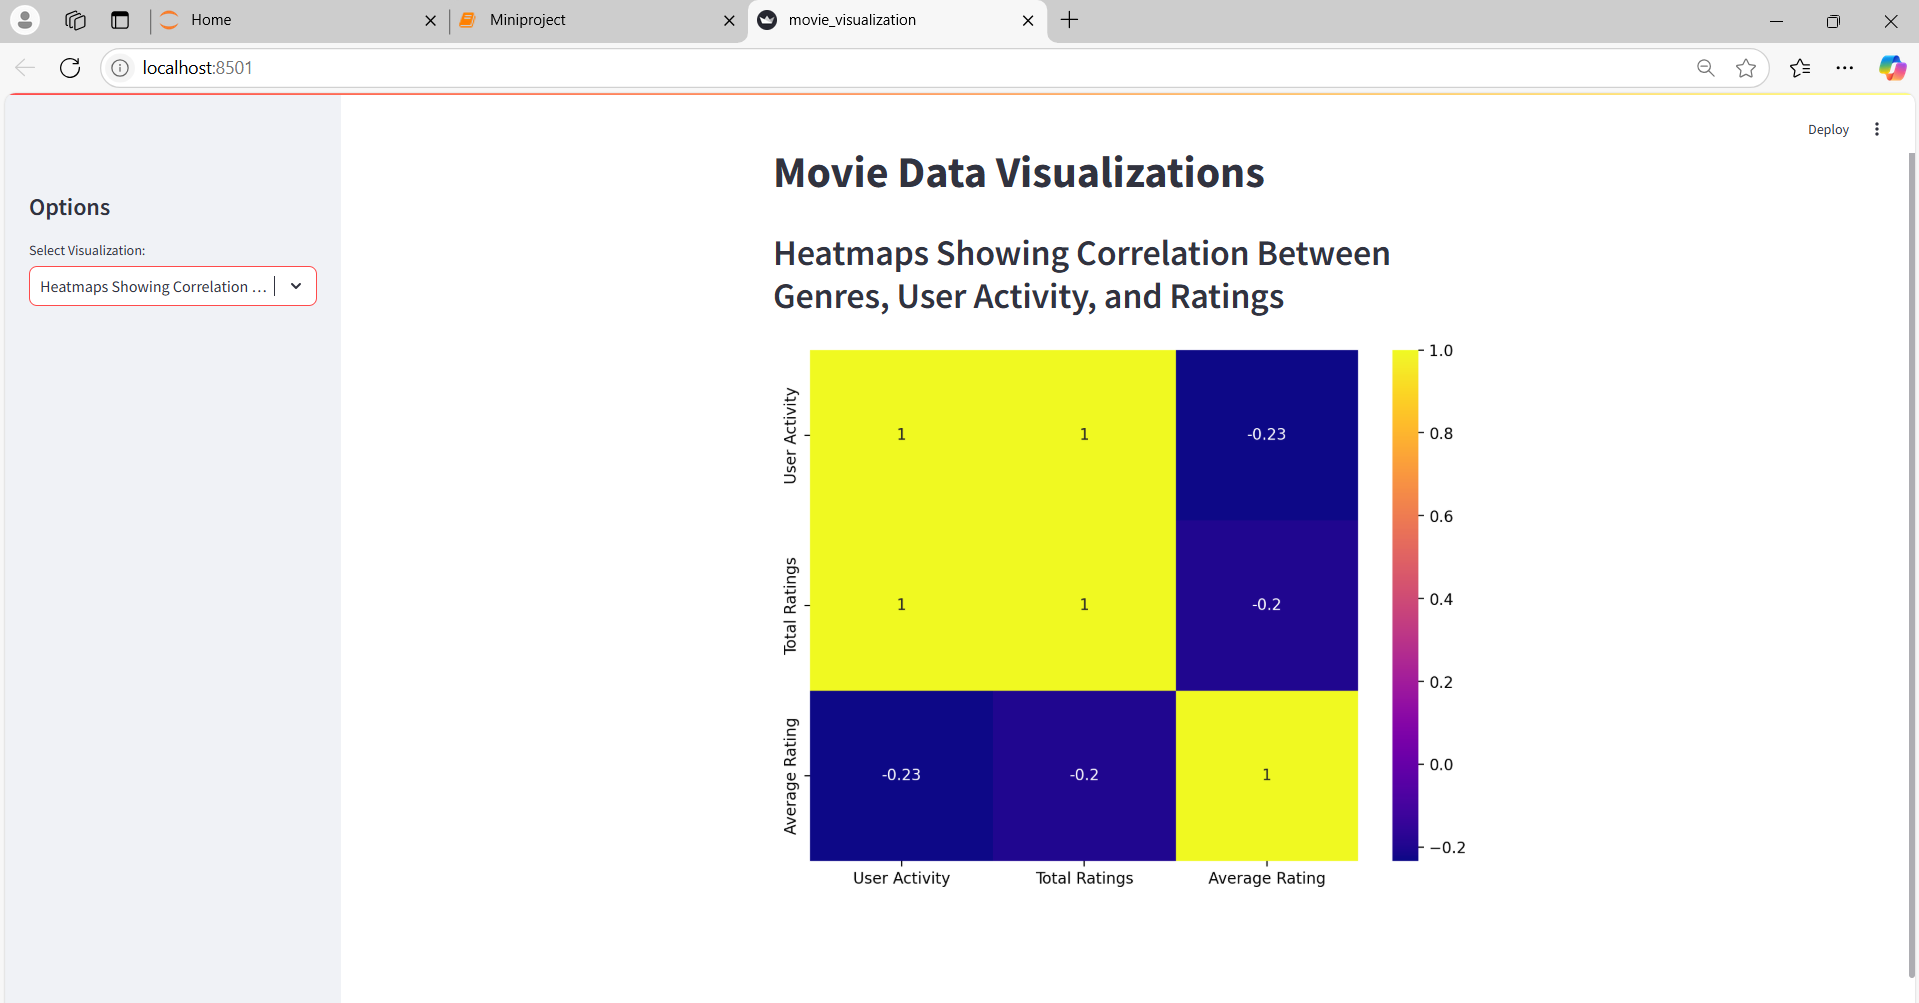 Home
Miniproject
movie_visualization
localhost:8501
Deploy
Options
Select Visualization:
Heatmaps Showing Correlation ...
Movie Data Visualizations
Heatmaps Showing Correlation Between
Genres, User Activity, and Ratings
User Activity
1
1
-0.23
Total Ratings
1
1
-0.2
Average Rating
-0.23
-0.2
1
User Activity
Total Ratings
Average Rating
1.0
0.8
0.6
0.4
0.2
0.0
−0.2